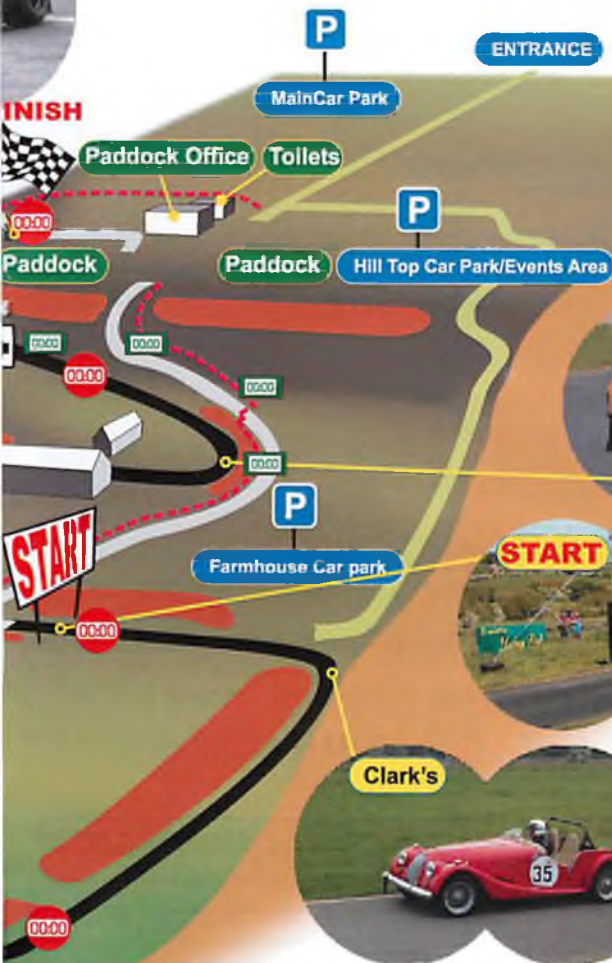 P
ENTRANCE
MainCar Park
INISH
Paddock Office
Toilets
P
00:00
Paddock
Paddock
Hill Top Car Park/Events Area
00:00
00:00
00:00
00:00
00:00
P
START
Farmhouse Car park
START
00:00
Clark's
35
00:00